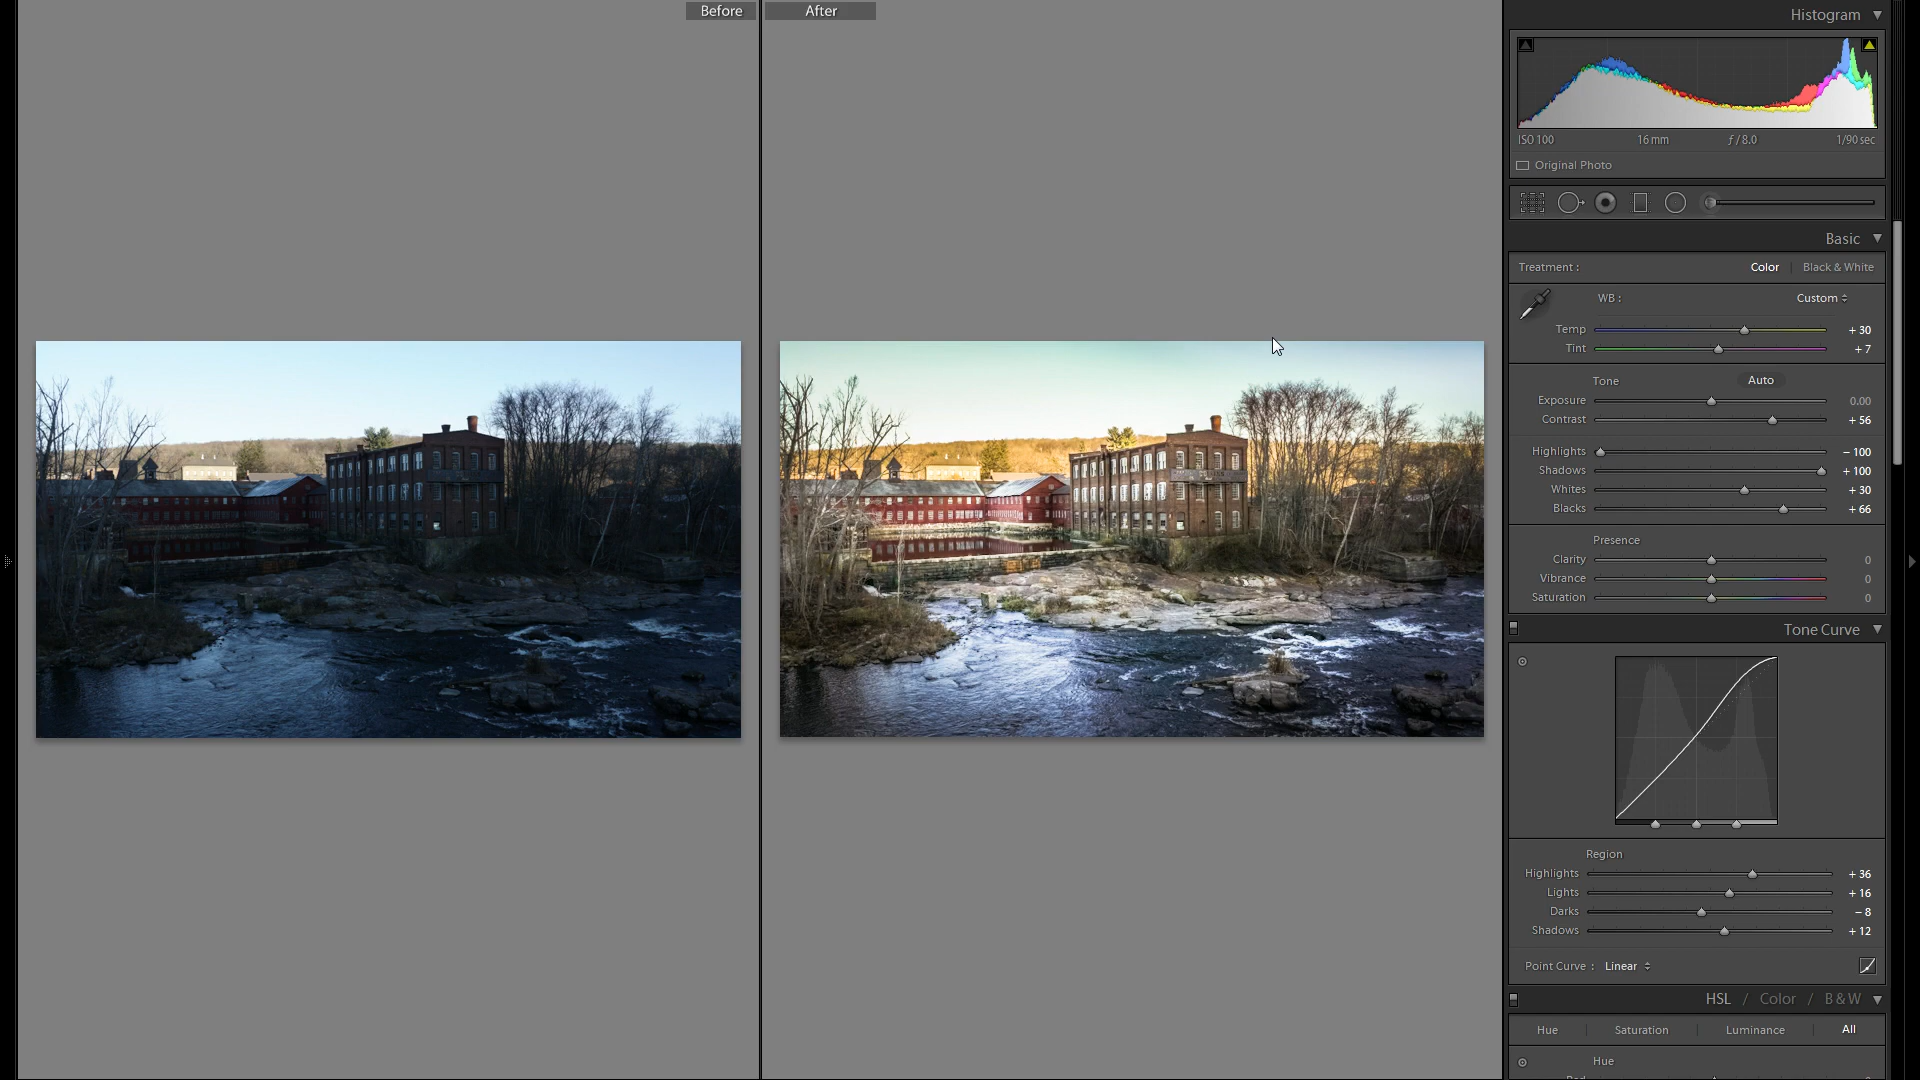 Before
After
Histogram
ISO 100 16 mm ƒ / 8.0 1/90 sec
Original Photo
Basic
Treatment : Color Black & White
WB : Custom
Temp + 30
Tint + 7
Tone Auto
Exposure 0.00
Contrast + 56
Highlights − 100
Shadows + 100
Whites + 30
Blacks + 66
Presence
Clarity 0
Vibrance 0
Saturation 0
Tone Curve
Region
Highlights + 36
Lights + 16
Darks − 8
Shadows + 12
Point Curve : Linear
HSL / Color / B & W
Hue Saturation Luminance All
Hue